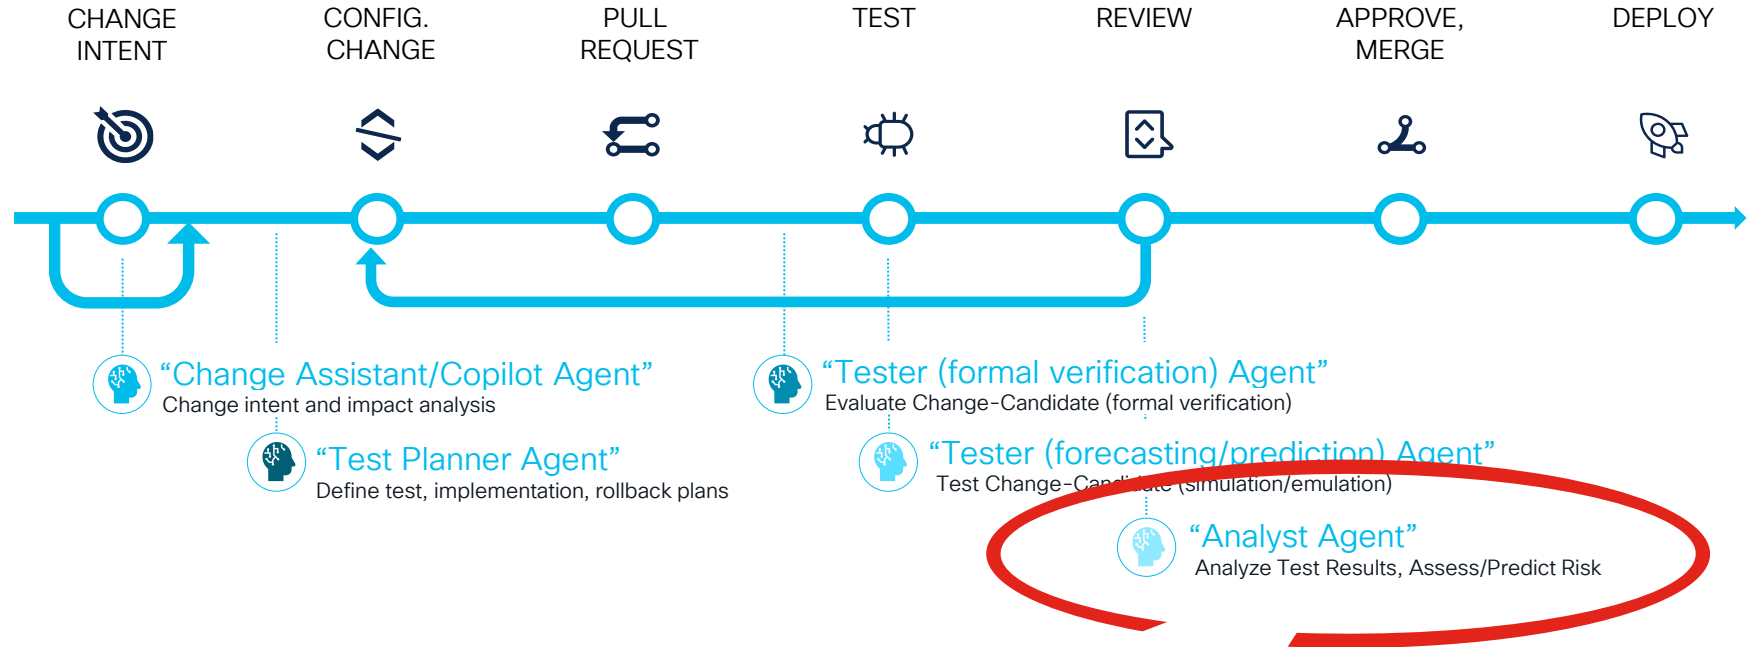 CHANGE
INTENT
CONFIG.
CHANGE
PULL
REQUEST
TEST
REVIEW
APPROVE,
MERGE
DEPLOY
“Change Assistant/Copilot Agent”
Change intent and impact analysis
“Test Planner Agent”
Define test, implementation, rollback plans
“Tester (formal verification) Agent”
Evaluate Change-Candidate (formal verification)
“Tester (forecasting/prediction) Agent”
Test Change-Candidate (simulation/emulation)
“Analyst Agent”
Analyze Test Results, Assess/Predict Risk